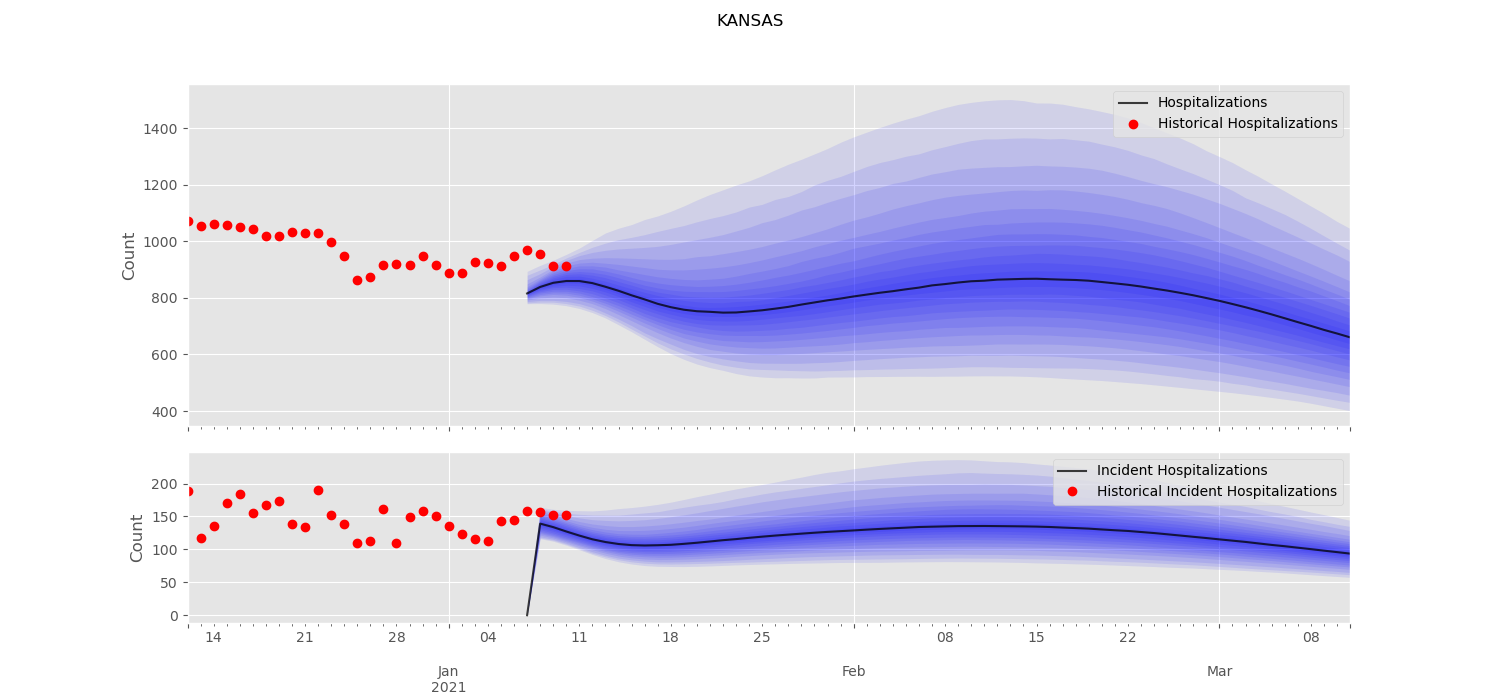 KANSAS
Hospitalizations
Historical Hospitalizations
Count
1400
1200
1000
800
600
400
Incident Hospitalizations
Historical Incident Hospitalizations
Count
200
150
100
50
0
14 21 28 04 11 18 25 08 15 22 08
Jan Feb Mar
2021